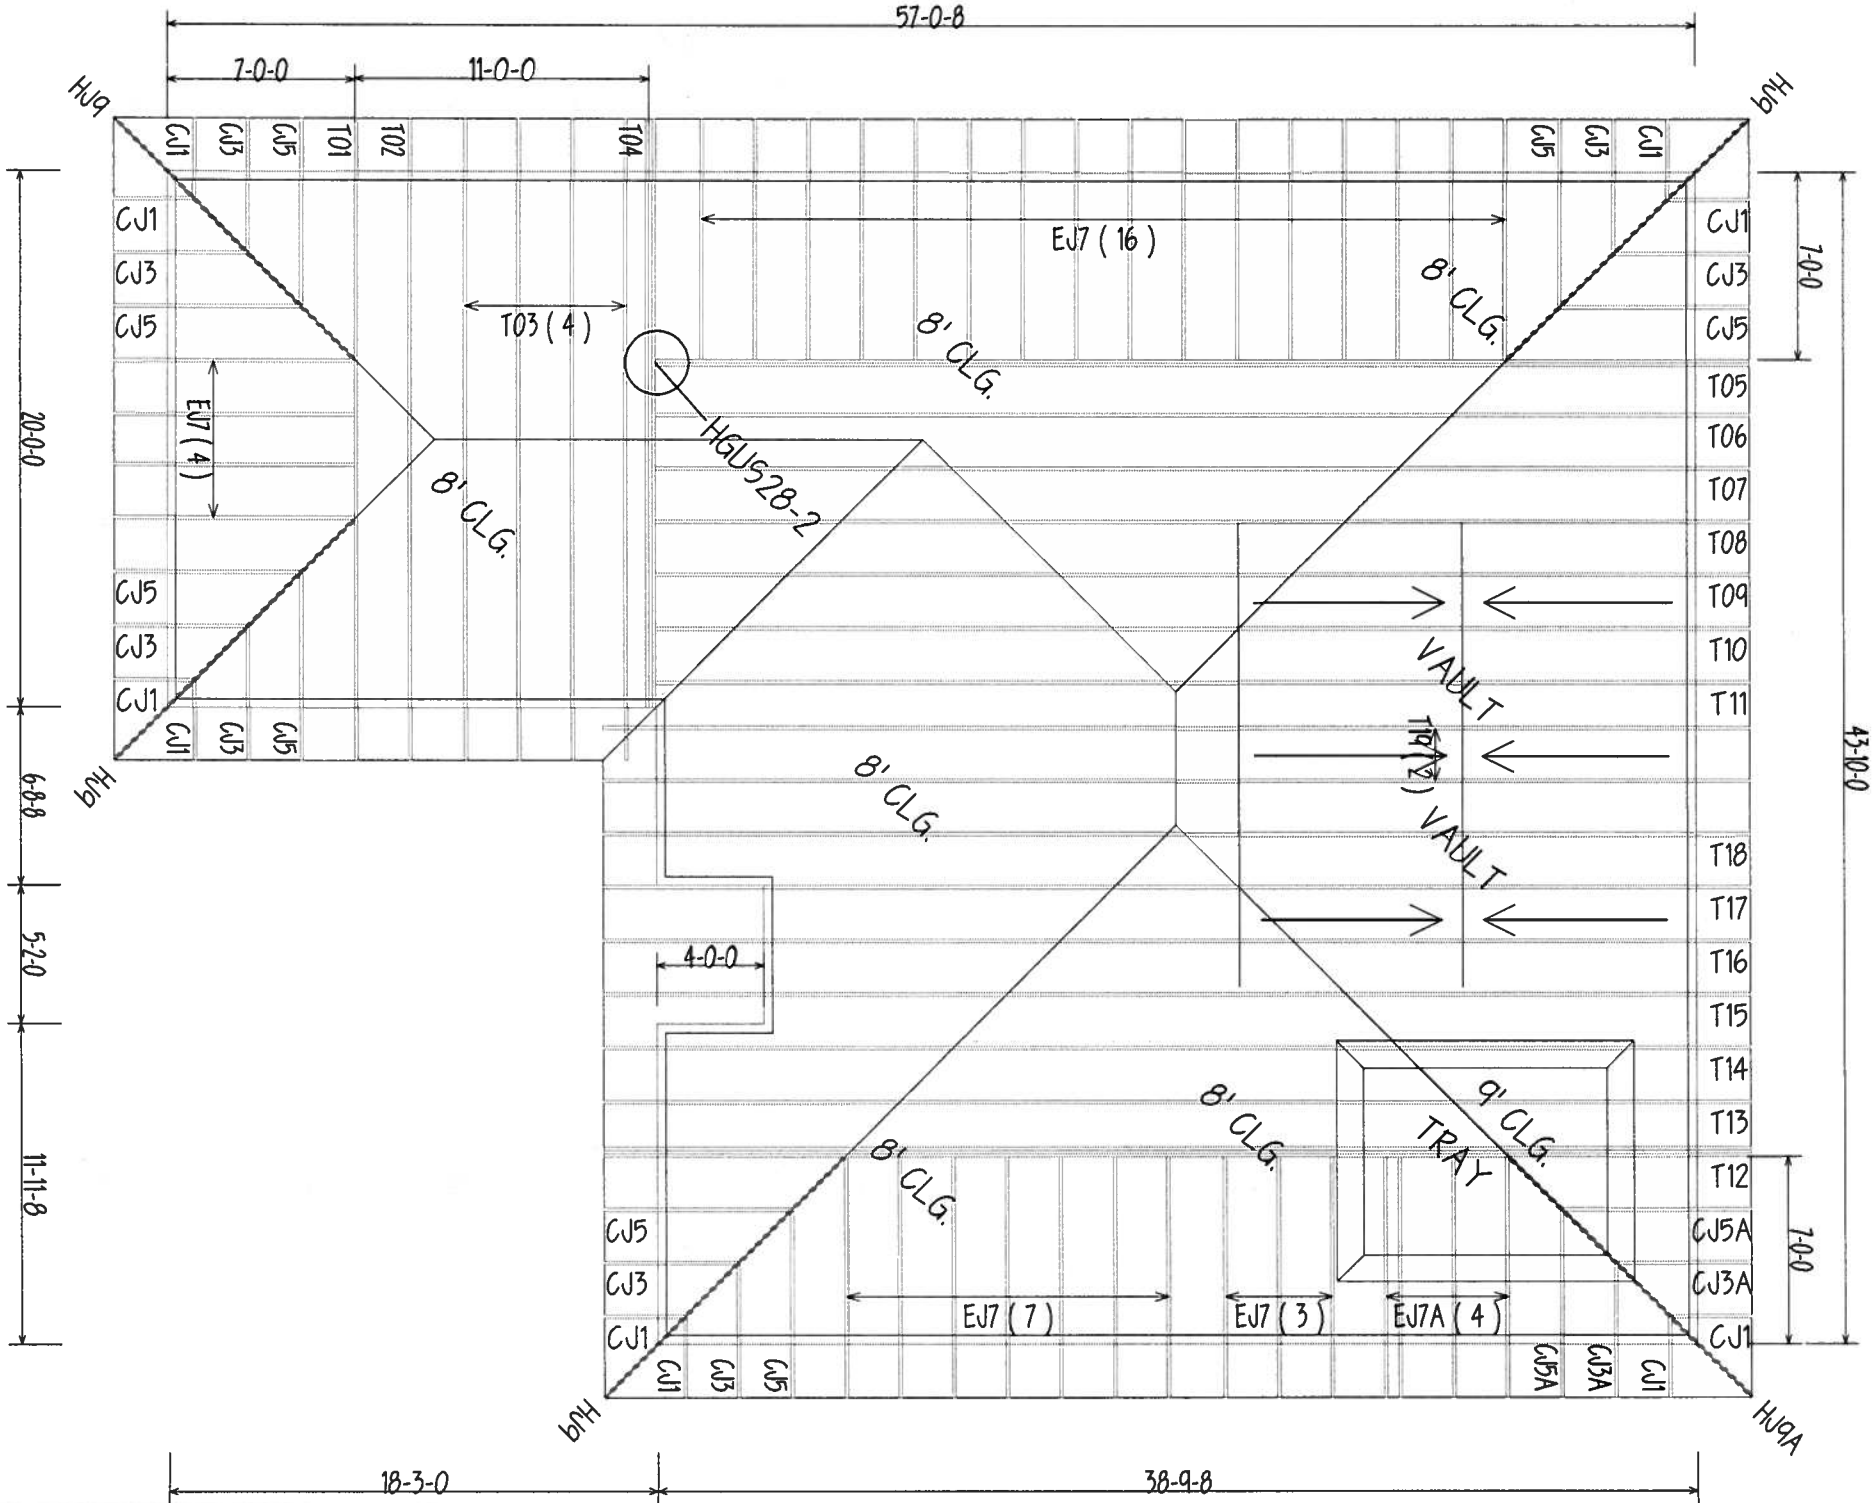 57-0-8
7-0-0
11-0-0
HJ9
HJ9
CJ1
CJ3
CJ5
T01
T02
T04
CJ5
CJ3
CJ1
CJ1
CJ3
CJ5
CJ1
CJ3
CJ5
7-0-0
EJ7 ( 16 )
T03 ( 4 )
8' CLG.
8' CLG.
20-0-0
EJ7 ( 4 )
HGUS28-2
8' CLG.
T05
T06
T07
T08
T09
T10
T11
VAULT
T19 ( 2 )
VAULT
43-10-0
CJ5
CJ3
CJ1
CJ1
CJ3
CJ5
HJ9
6-8-8
8' CLG.
T18
T17
T16
T15
T14
T13
T12
5-2-0
4-0-0
8' CLG.
8' CLG.
9' CLG.
TRAY
11-11-8
7-0-0
CJ5
CJ3
CJ1
CJ5A
CJ3A
CJ1
EJ7 ( 7 )
EJ7 ( 3 )
EJ7A ( 4 )
CJ1
CJ3
CJ5
CJ5A
CJ3A
CJ1
HJ9
HJ9A
18-3-0
38-9-8